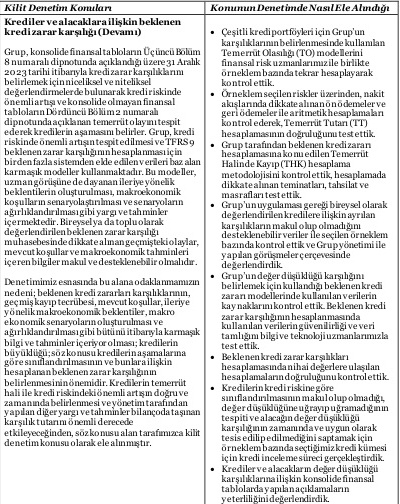 Kilit Denetim Konuları
Konunun Denetimde Nasıl Ele Alındığı
Krediler ve alacaklara ilişkin beklenen
kredi zarar karşılığı (Devamı)
Grup, konsolide finansal tabloların Üçüncü Bölüm
8 numaralı dipnotunda açıklandığı üzere 31 Aralık
2023 tarihi itibarıyla kredi zarar karşılıklarını
belirlemek için niceliksel ve niteliksel
değerlendirmelerde bulunarak kredi riskinde
önemli artışı ve konsolide olmayan finansal
tabloların Dördüncü Bölüm 2 numaralı
dipnotunda açıklanan temerrüt olayını tespit
ederek kredilerin aşamasını belirler. Grup, kredi
riskinde önemli artışın tespit edilmesi ve TFRS 9
beklenen zarar karşılığının hesaplanması için
birden fazla sistemden elde edilen verileri baz alan
karmaşık modeller kullanmaktadır. Bu modeller,
uzman görüşüne de dayanan ileriye yönelik
beklentilerin oluşturulması, makroekonomik
koşulların senaryolaştırılması ve senaryoların
ağırlıklandırılması gibi yargı ve tahminler
içermektedir. Bireysel ya da toplu olarak
değerlendirilen beklenen zarar karşılığı
muhasebesinde dikkate alınan geçmişteki olaylar,
mevcut koşullar ve makroekonomik tahminleri
içeren bilgiler makul ve desteklenebilir olmalıdır.
Denetimimiz esnasında bu alana odaklanmamızın
nedeni; beklenen kredi zararları karşılıklarının,
geçmiş kayıp tecrübesi, mevcut koşullar, ileriye
yönelik makroekonomik beklentiler, makro
ekonomik senaryoların oluşturulması ve
ağırlıklandırılması gibi bütünü itibarıyla karmaşık
bilgi ve tahminler içeriyor olması; kredilerin
büyüklüğü; söz konusu kredilerin aşamalarına
göre sınıflandırılmasının ve bunlara ilişkin
hesaplanan beklenen zarar karşılığının
belirlenmesinin önemidir. Kredilerin temerrüt
hali ile kredi riskindeki önemli artışın doğru ve
zamanında belirlenmesi ve yönetim tarafından
yapılan diğer yargı ve tahminler bilançoda taşınan
karşılık tutarını önemli derecede
etkileyeceğinden, söz konusu alan tarafımızca kilit
denetim konusu olarak ele alınmıştır.
• Çeşitli kredi portföyleri için Grup'un
karşılıklarının belirlenmesinde kullanılan
Temerrüt Olasılığı (TO) modellerini
finansal risk uzmanlarımız ile birlikte
örneklem bazında tekrar hesaplayarak
kontrol ettik.
• Örneklem seçilen riskler üzerinden, nakit
akışlarında dikkate alınan ön ödemeler ve
geri ödemeler ile aritmetik hesaplamaları
kontrol ederek, Temerrüt Tutarı (TT)
hesaplamasının doğruluğunu test ettik.
• Grup tarafından beklenen kredi zararı
hesaplamasına konu edilen Temerrüt
Halinde Kayıp (THK) hesaplama
metodolojisini kontrol ettik, hesaplamada
dikkate alınan teminatları, tahsilat ve
masrafları test ettik.
• Grup'un uygulaması gereği bireysel olarak
değerlendirilen kredilere ilişkin ayrılan
karşılıkların makul olup olmadığını
desteklenebilir veriler ile seçilen örneklem
bazında kontrol ettik ve Grup yönetimi ile
yapılan görüşmeler çerçevesinde
değerlendirdik.
• Grup'un değer düşüklüğü karşılığını
belirlemek için kullandığı beklenen kredi
zararı modellerinde kullanılan verilerin
kaynaklarını kontrol ettik. Beklenen kredi
zarar karşılığının hesaplanmasında
kullanılan verilerin güvenilirliği ve veri
tamlığını bilgi ve teknoloji uzmanlarımızla
test ettik.
• Beklenen kredi zarar karşılıkları
hesaplamasında nihai değerlere ulaşılan
hesaplamaların doğruluğunu kontrol ettik.
• Kredilerin kredi riskine göre
sınıflandırılmasının makul olup olmadığı,
değer düşüklüğüne uğrayıp uğramadığının
tespiti ve alacağın değer düşüklüğü
karşılığının zamanında ve uygun olarak
tesis edilip edilmediğini saptamak için
örneklem bazında seçtiğimiz kredi kümesi
için kredi inceleme süreci gerçekleştirdik.
• Krediler ve alacakların değer düşüklüğü
karşılıklarına ilişkin konsolide finansal
tablolarda yapılan açıklamaların
yeterliliğini değerlendirdik.